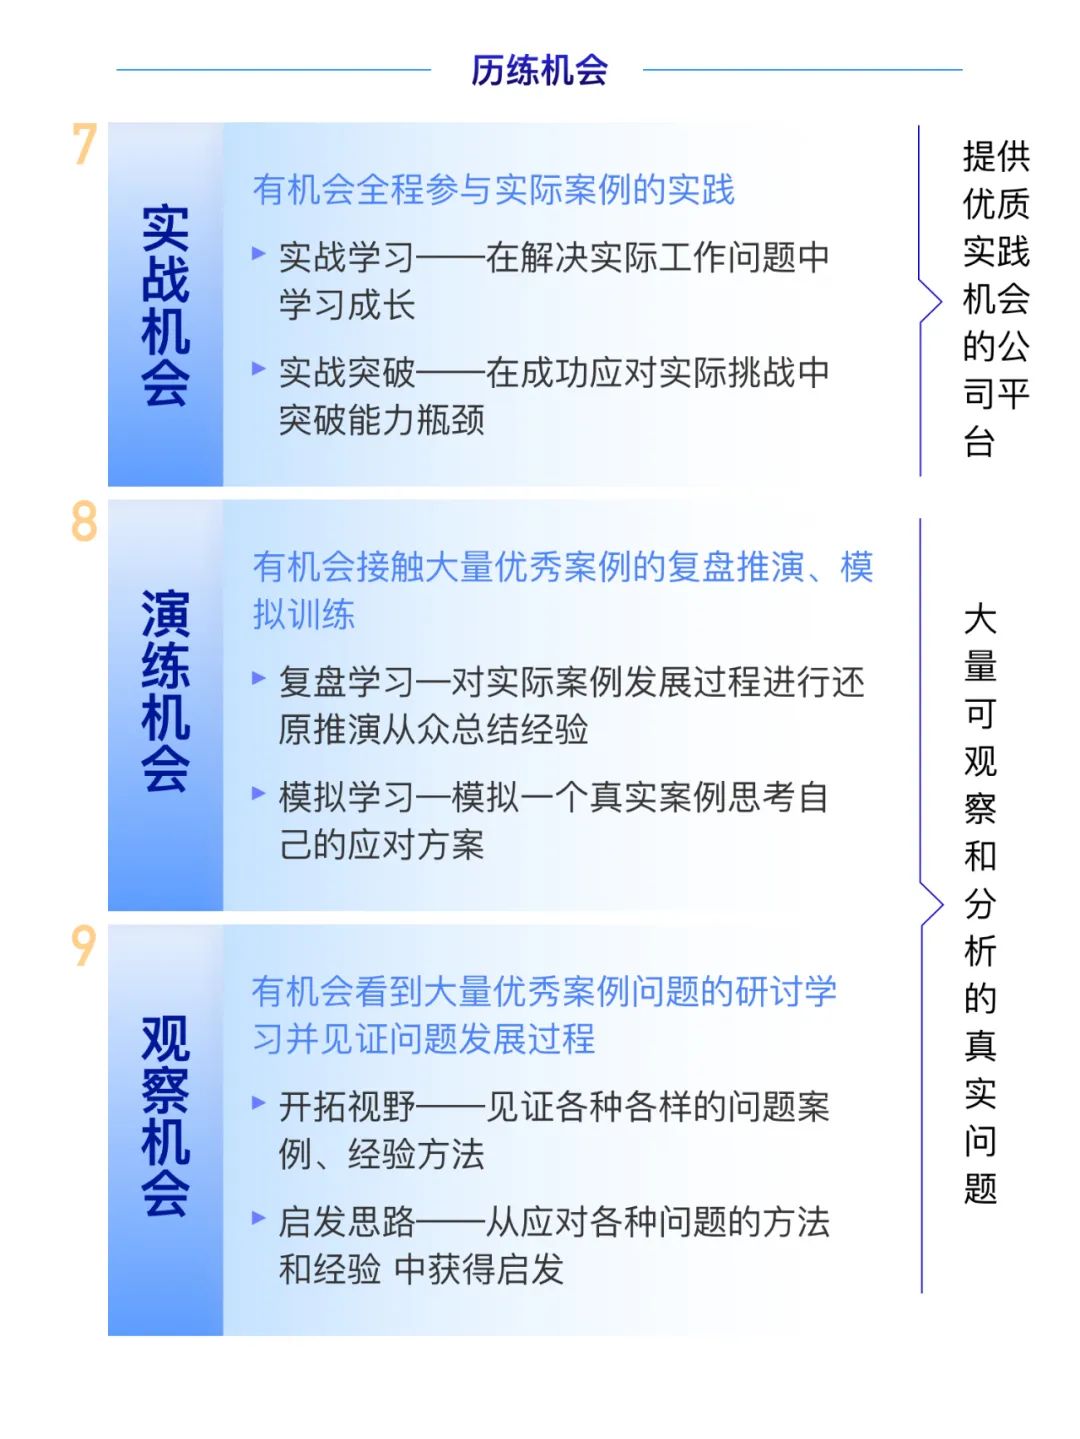 历练机会
7
实战机会
有机会全程参与实际案例的实践
实战学习——在解决实际工作问题中
学习成长
实战突破——在成功应对实际挑战中
突破能力瓶颈
提供
优质
实践
机会
的公
司平
台
8
演练机会
有机会接触大量优秀案例的复盘推演、模
拟训练
复盘学习—对实际案例发展过程进行还
原推演从众总结经验
模拟学习—模拟一个真实案例思考自
己的应对方案
9
观察机会
有机会看到大量优秀案例问题的研讨学
习并见证问题发展过程
开拓视野——见证各种各样的问题案
例、经验方法
启发思路——从应对各种问题的方法
和经验 中获得启发
大量可观察和分析的真实问题